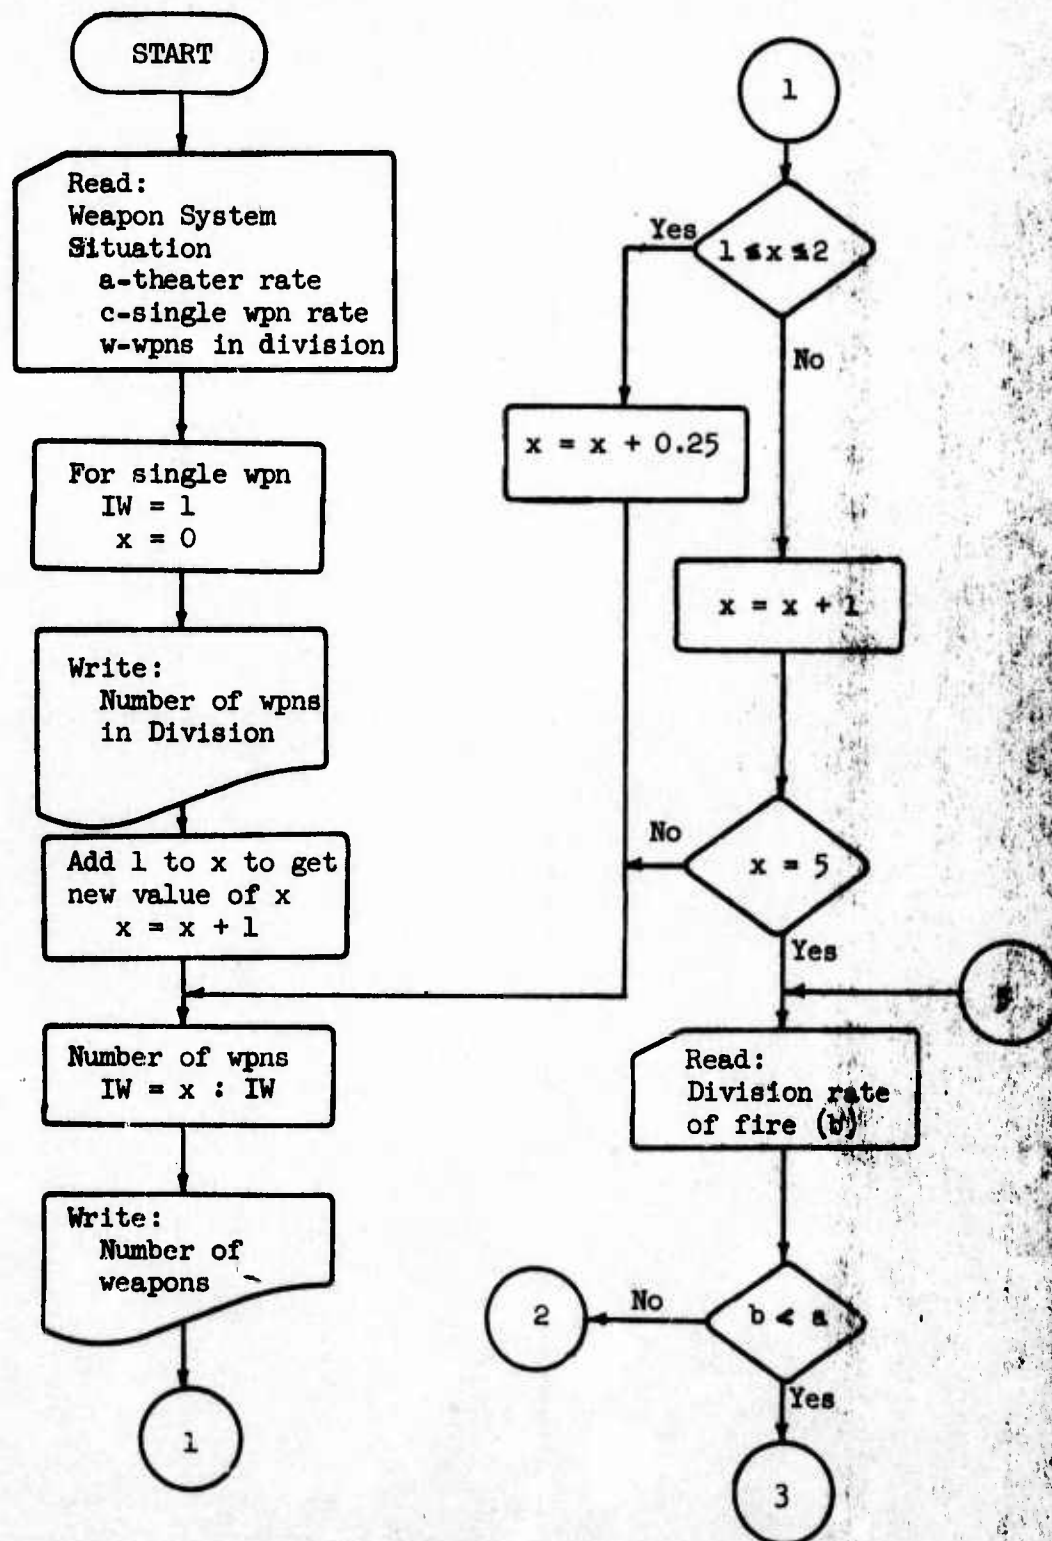 START
Read:
Weapon System
Situation
a-theater rate
c-single wpn rate
w-wpns in division
For single wpn
IW = 1
x = 0
Write:
Number of wpns
in Division
Add 1 to x to get
new value of x
x = x + 1
Number of wpns
IW = x : IW
Write:
Number of
weapons
1
1
1 ≤ x ≤ 2
Yes
No
x = x + 0.25
x = x + 1
x = 5
No
Yes
Read:
Division rate
of fire (b)
b < a
No
2
Yes
3